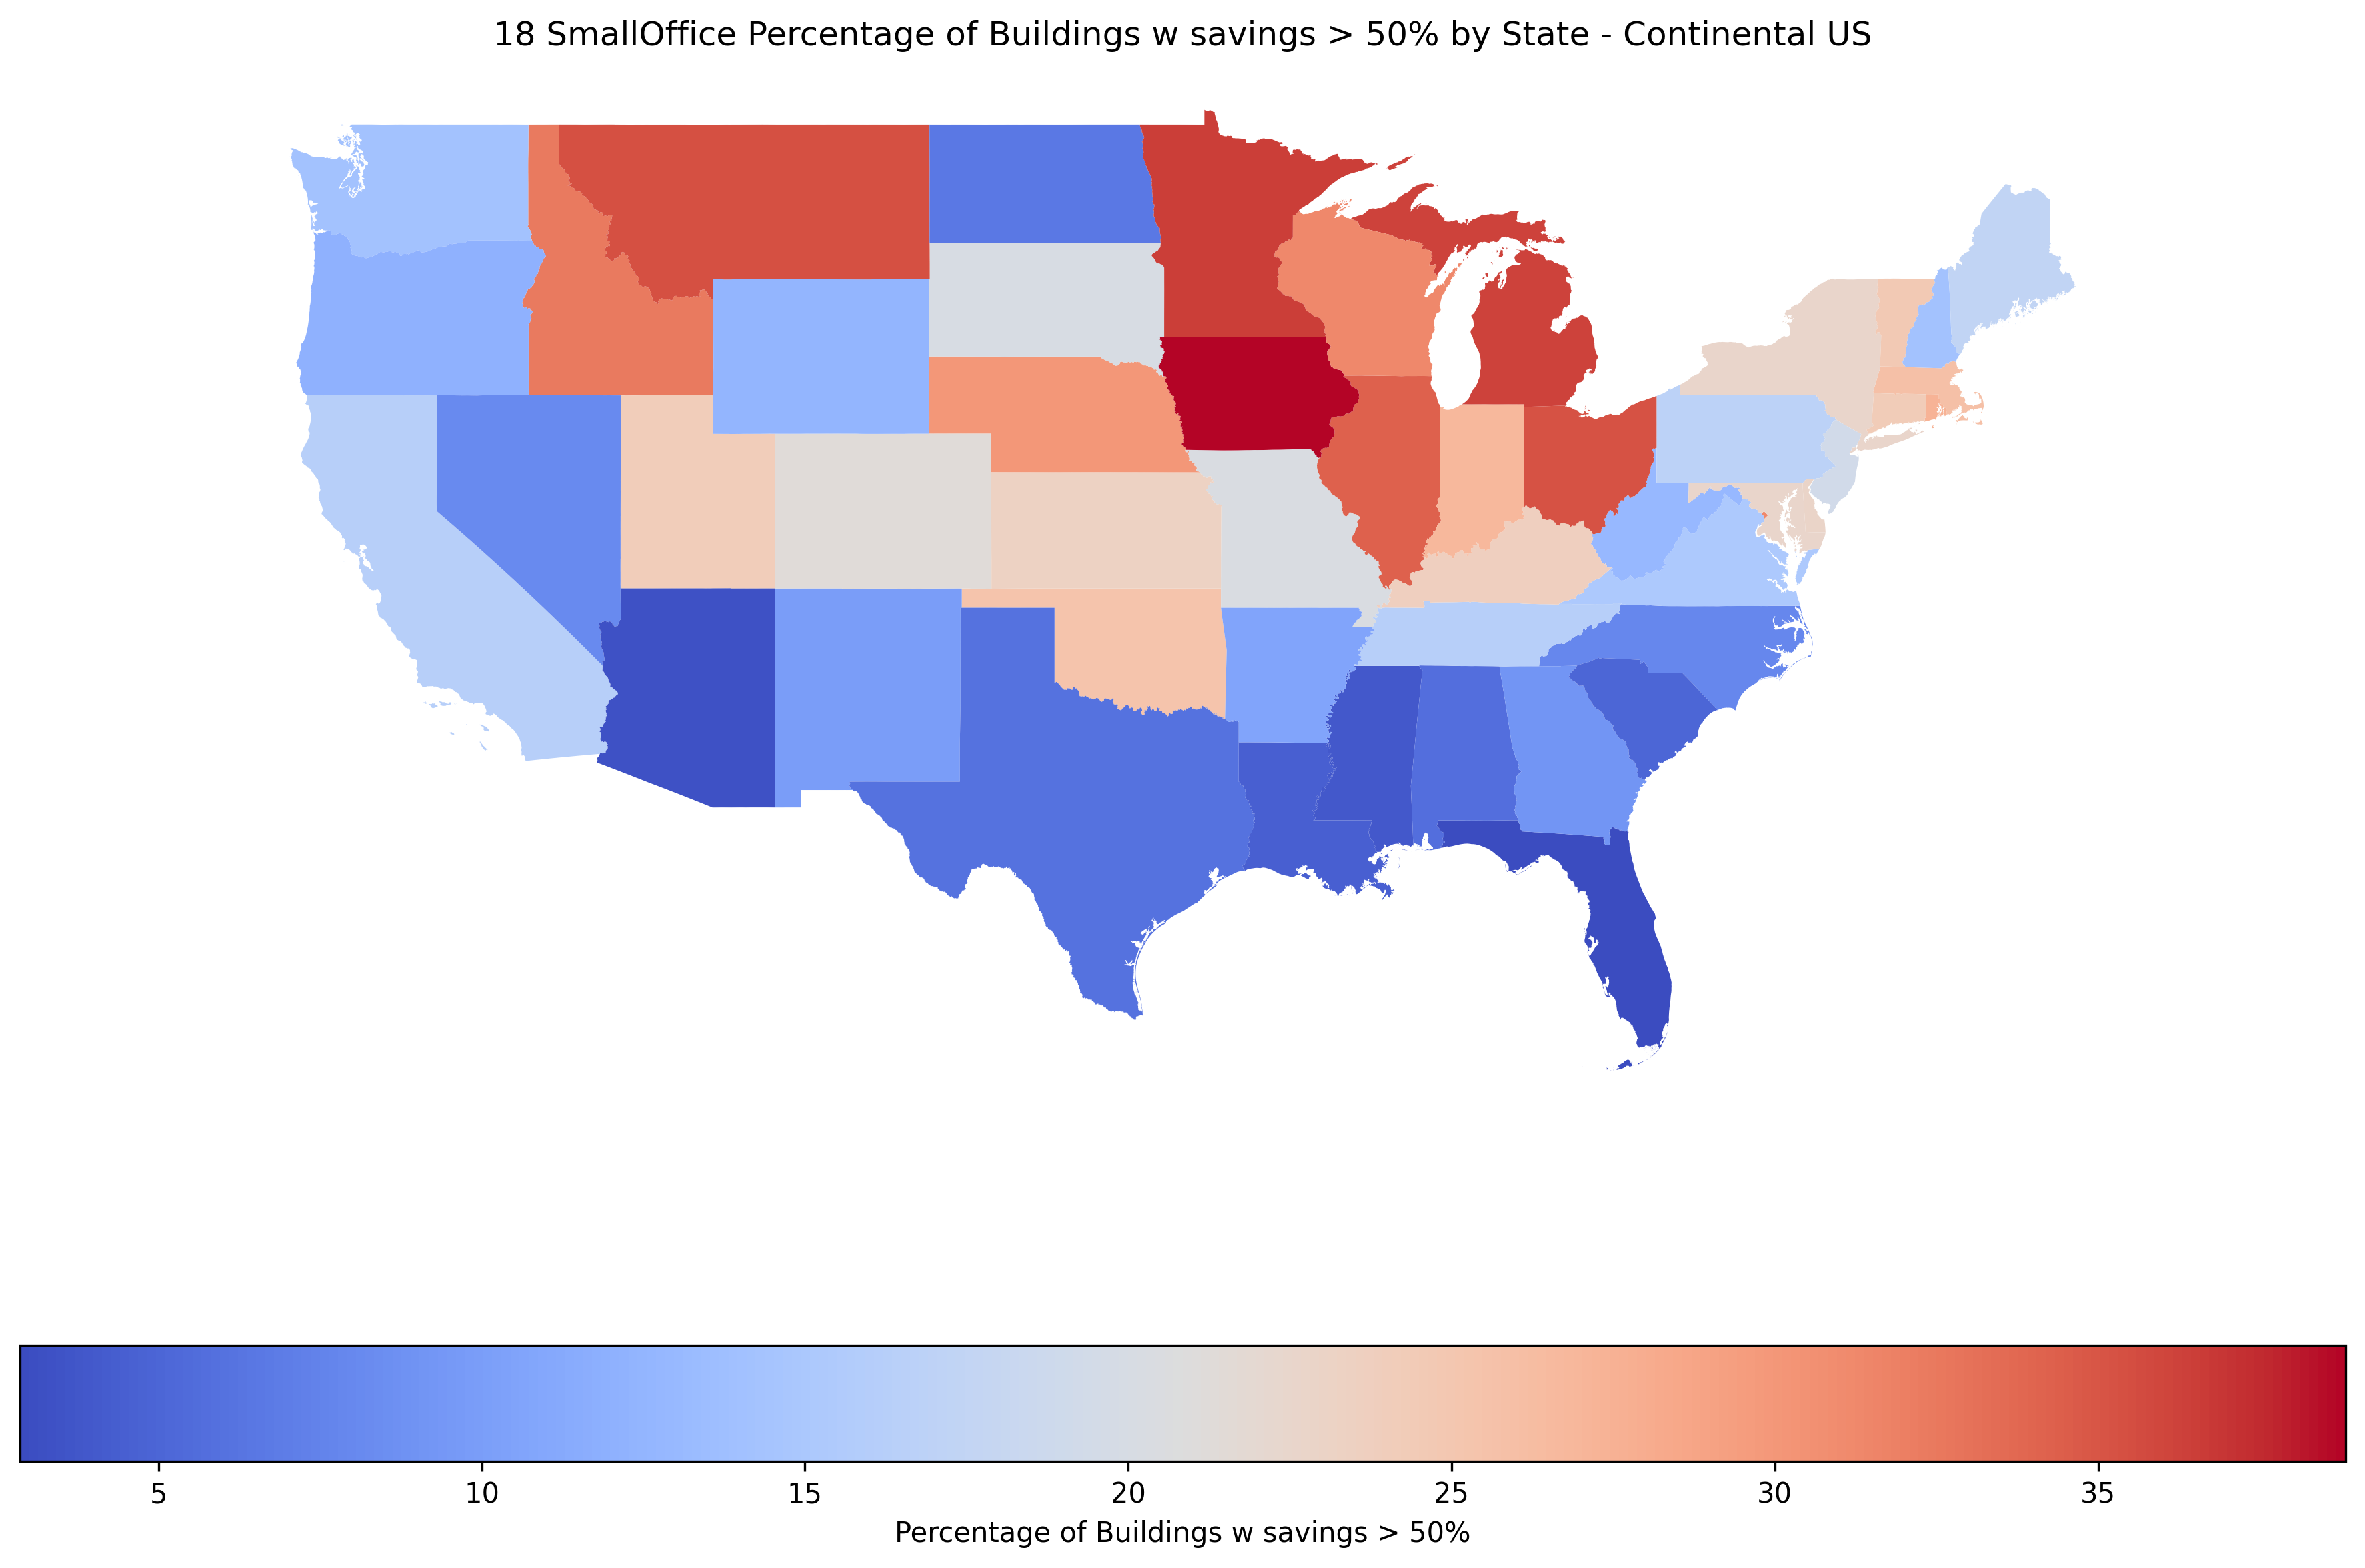 18 SmallOffice Percentage of Buildings w savings > 50% by State - Continental US
5 10 15 20 25 30 35
Percentage of Buildings w savings > 50%